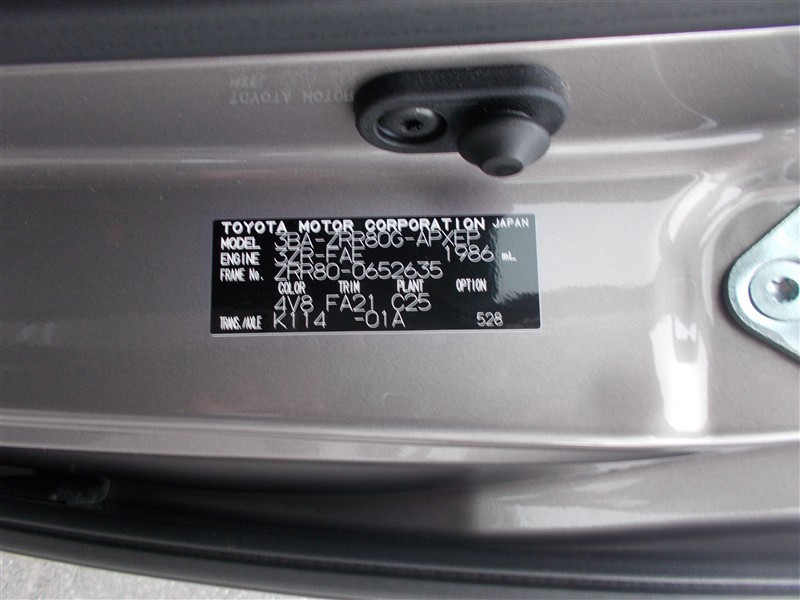 TOYOTA MOTOR CORPORATION JAPAN
MODEL 3BA-ZRR80G-APXEP
ENGINE 3ZR-FAE 1986 mL
FRAME No. ZRR80-0652635
COLOR TRIM PLANT OPTION
4V8 FA21 C25
TRANS./AXLE K114 -01A 528